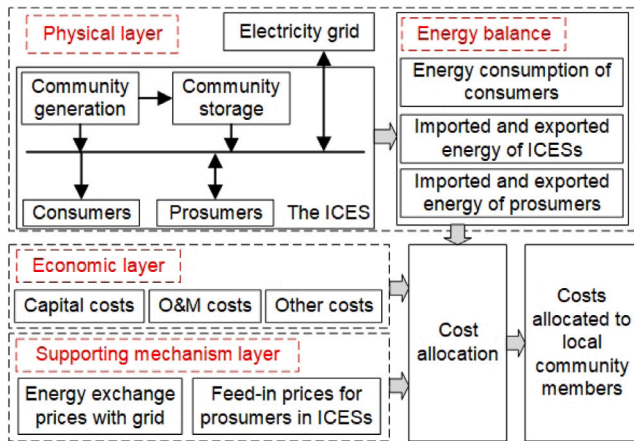 Physical layer
Electricity grid
Energy balance
Community
generation
Community
storage
Consumers
Prosumers
The ICES
Energy consumption of
consumers
Imported and exported
energy of ICESs
Imported and exported
energy of prosumers
Economic layer
Capital costs
O&M costs
Other costs
Supporting mechanism layer
Energy exchange
prices with grid
Feed-in prices for
prosumers in ICESs
Cost
allocation
Costs
allocated to
local
community
members